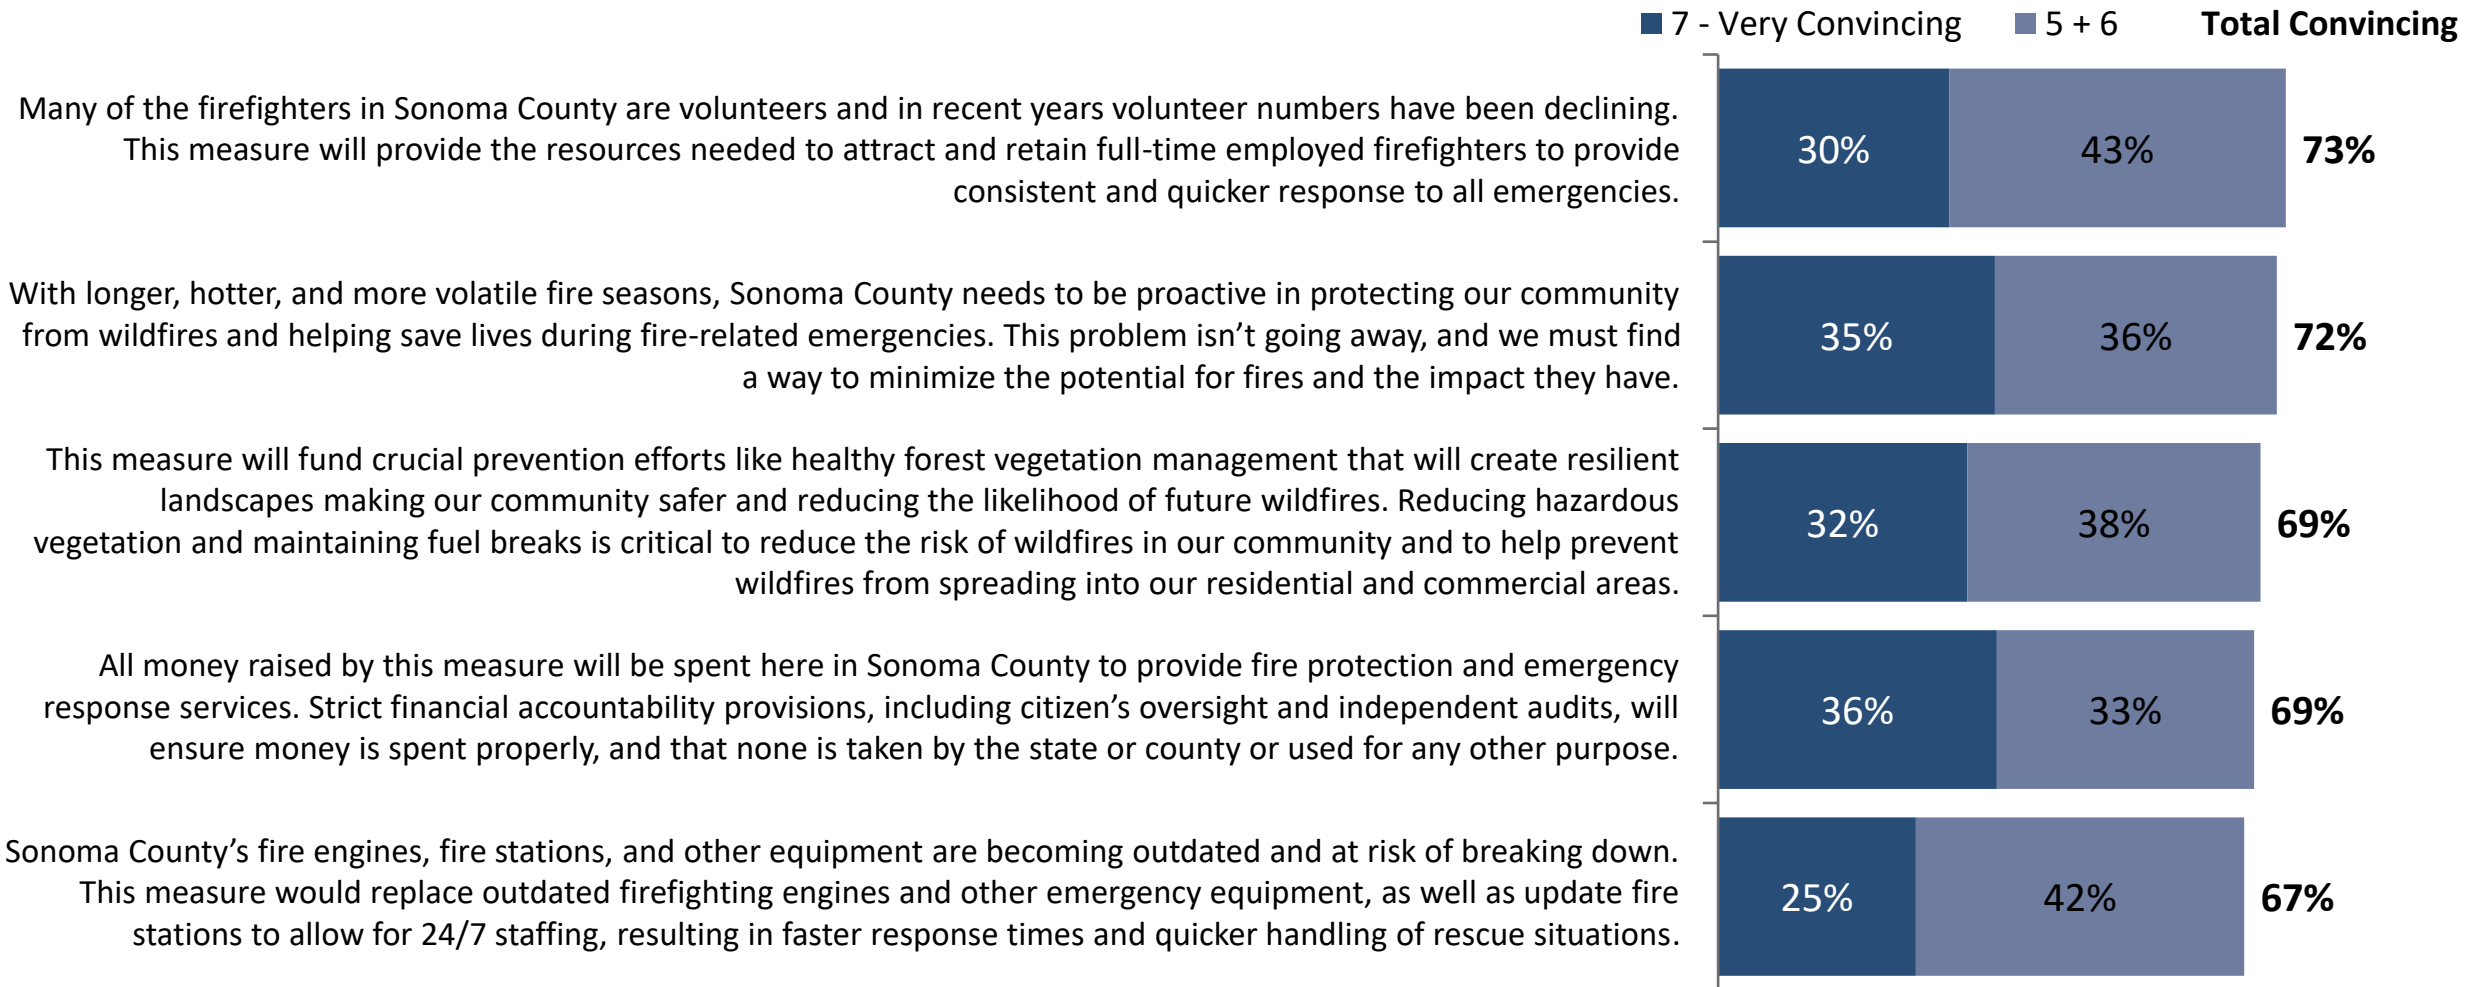 7 - Very Convincing 5 + 6 Total Convincing
Many of the firefighters in Sonoma County are volunteers and in recent years volunteer numbers have been declining.
This measure will provide the resources needed to attract and retain full-time employed firefighters to provide
consistent and quicker response to all emergencies.
30% 43% 73%
With longer, hotter, and more volatile fire seasons, Sonoma County needs to be proactive in protecting our community
from wildfires and helping save lives during fire-related emergencies. This problem isn’t going away, and we must find
a way to minimize the potential for fires and the impact they have.
35% 36% 72%
This measure will fund crucial prevention efforts like healthy forest vegetation management that will create resilient
landscapes making our community safer and reducing the likelihood of future wildfires. Reducing hazardous
vegetation and maintaining fuel breaks is critical to reduce the risk of wildfires in our community and to help prevent
wildfires from spreading into our residential and commercial areas.
32% 38% 69%
All money raised by this measure will be spent here in Sonoma County to provide fire protection and emergency
response services. Strict financial accountability provisions, including citizen’s oversight and independent audits, will
ensure money is spent properly, and that none is taken by the state or county or used for any other purpose.
36% 33% 69%
Sonoma County’s fire engines, fire stations, and other equipment are becoming outdated and at risk of breaking down.
This measure would replace outdated firefighting engines and other emergency equipment, as well as update fire
stations to allow for 24/7 staffing, resulting in faster response times and quicker handling of rescue situations.
25% 42% 67%